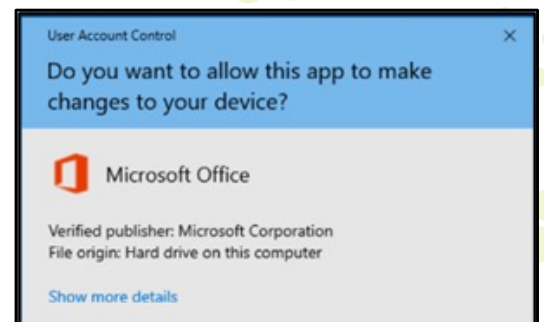 User Account Control
Do you want to allow this app to make
changes to your device?
Microsoft Office
Verified publisher: Microsoft Corporation
File origin: Hard drive on this computer
Show more details